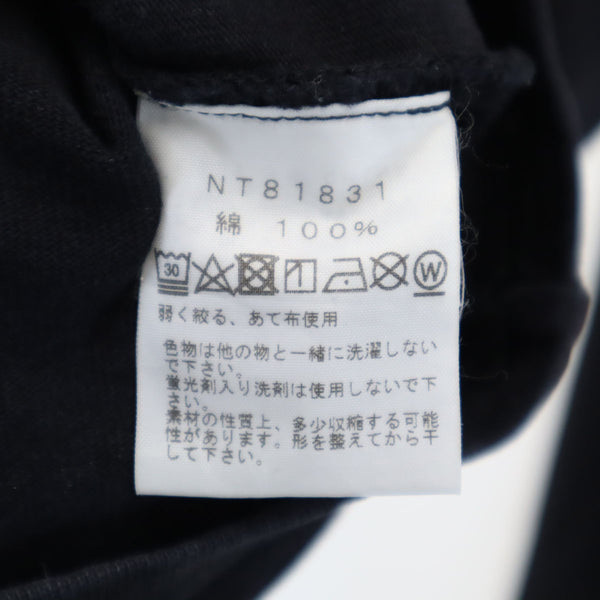 NT81831
綿 100%
30 W
弱く絞る、あて布使用
色物は他の物と一緒に洗濯しない
で下さい。
蛍光剤入り洗剤は使用しないで下
さい。
素材の性質上、多少収縮する可能
性があります。形を整えてから干
して下さい。